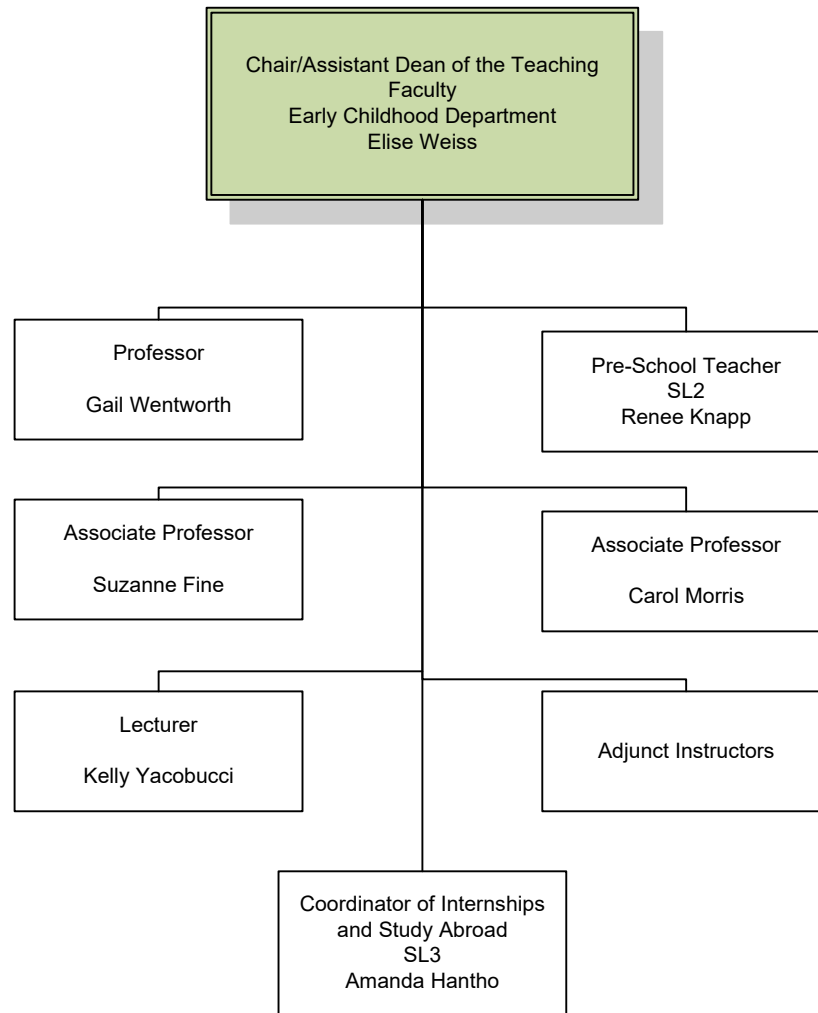 Chair/Assistant Dean of the Teaching
Faculty
Early Childhood Department
Elise Weiss
Professor
Gail Wentworth
Pre-School Teacher
SL2
Renee Knapp
Associate Professor
Suzanne Fine
Associate Professor
Carol Morris
Lecturer
Kelly Yacobucci
Adjunct Instructors
Coordinator of Internships
and Study Abroad
SL3
Amanda Hantho